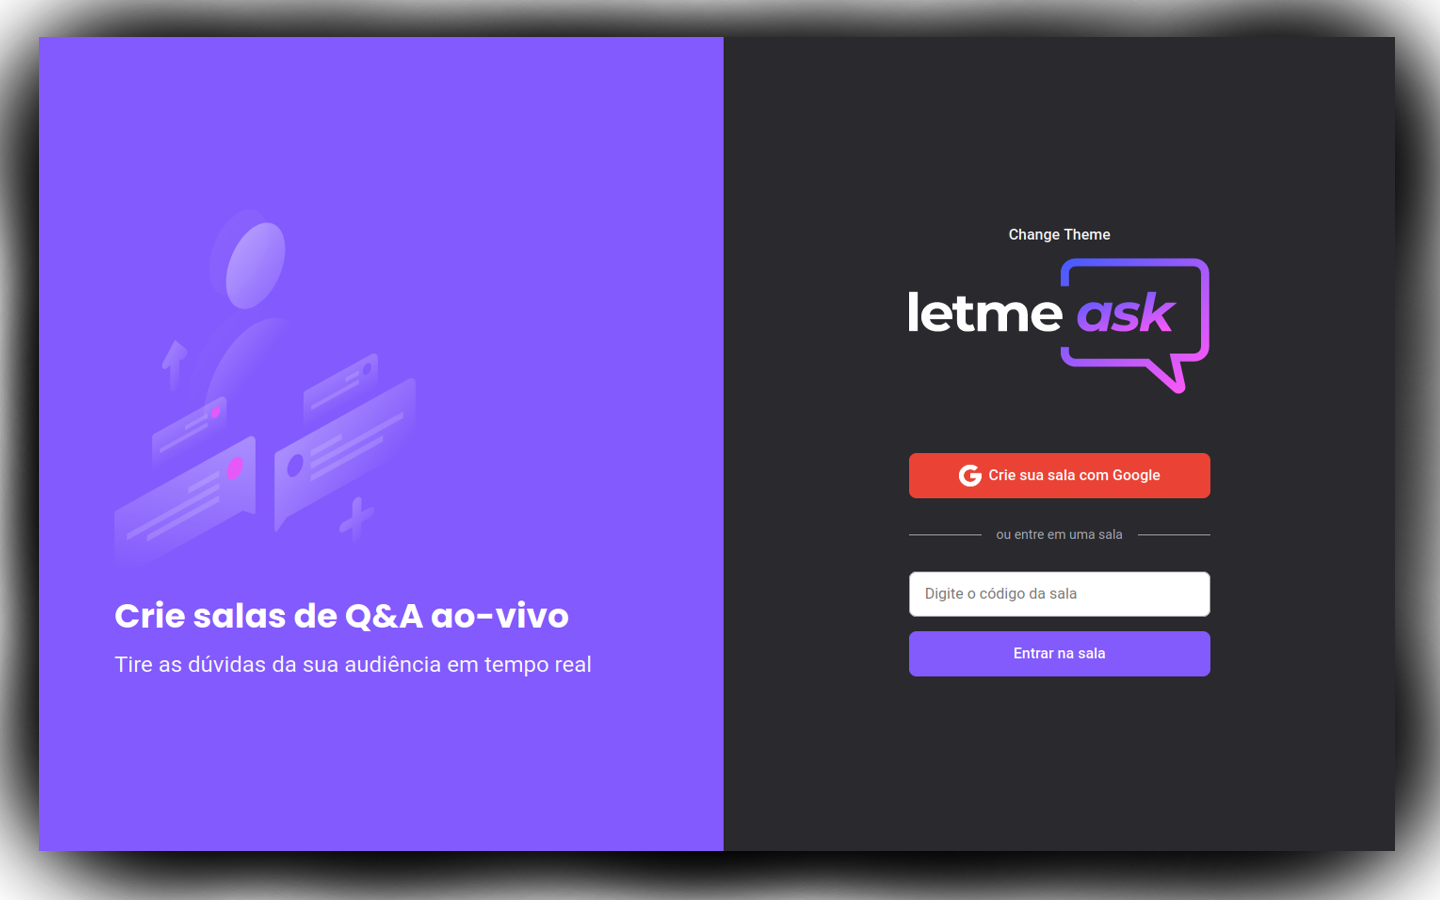 Crie salas de Q&A ao-vivo
Tire as dúvidas da sua audiência em tempo real
Change Theme
letme ask
Crie sua sala com Google
ou entre em uma sala
Digite o código da sala
Entrar na sala